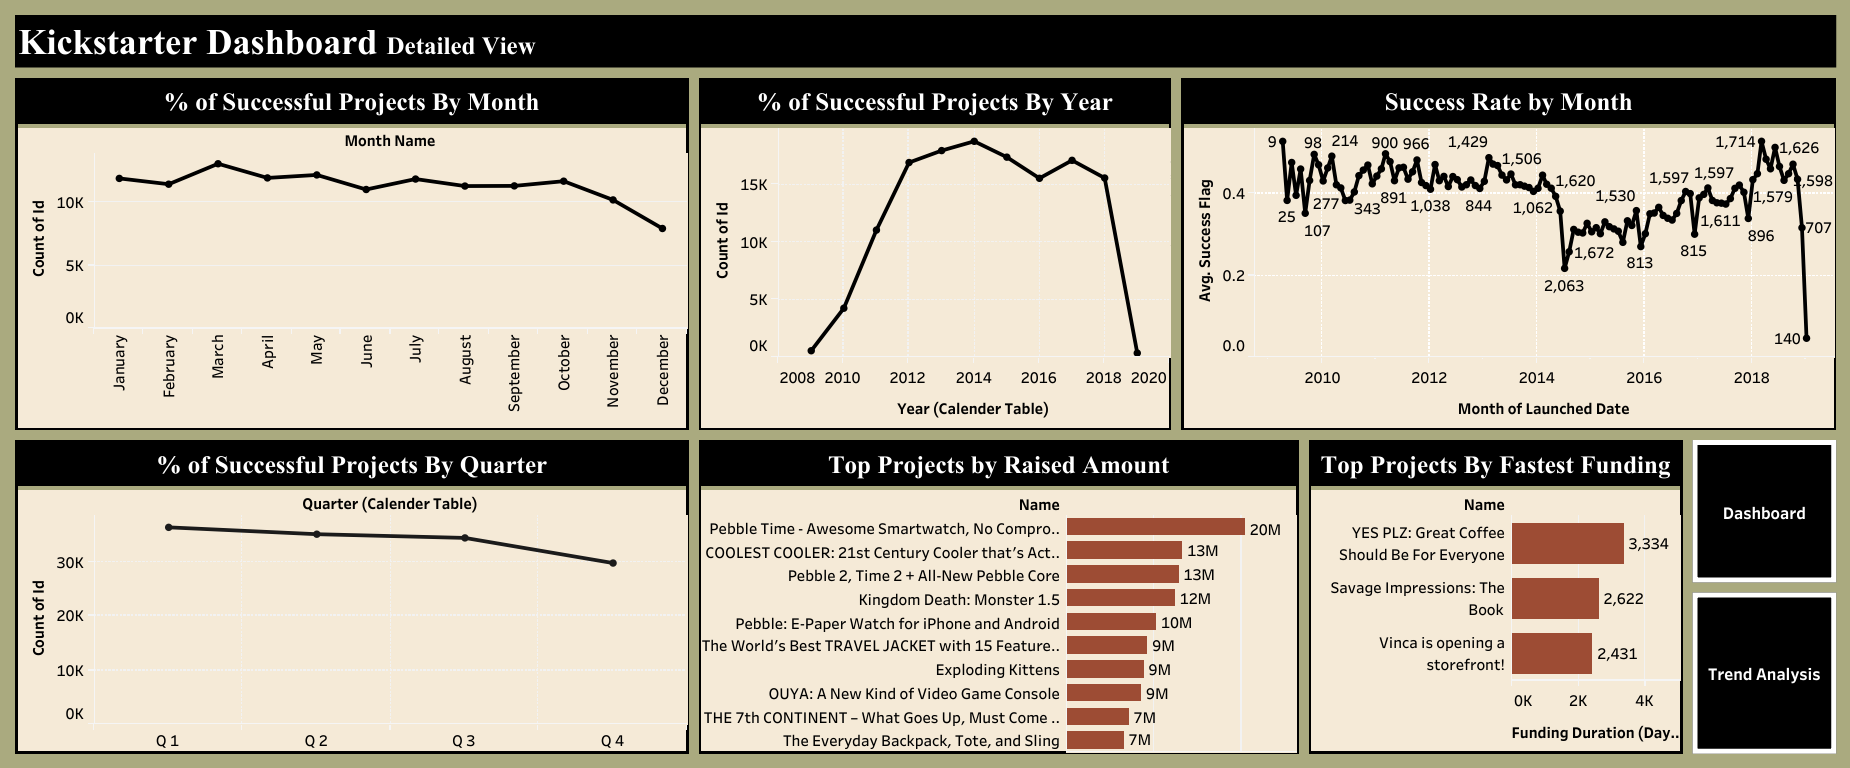 Kickstarter Dashboard Detailed View
% of Successful Projects By Month
Month Name
Count of Id
10K
5K
0K
January
February
March
April
May
June
July
August
September
October
November
December
% of Successful Projects By Year
Count of Id
15K
10K
5K
0K
2008 2010 2012 2014 2016 2018 2020
Year (Calender Table)
Success Rate by Month
Avg. Success Flag
0.4
0.2
0.0
9 98 214 900 966 1,429 1,714 1,626
1,506
1,620 1,597 1,597 1,598
25 277 343 891 1,038 844 1,062 1,530 1,579
107 1,672 1,611 896 707
813 815
2,063
140
2010 2012 2014 2016 2018
Month of Launched Date
% of Successful Projects By Quarter
Quarter (Calender Table)
Count of Id
30K
20K
10K
0K
Q 1 Q 2 Q 3 Q 4
Top Projects by Raised Amount
Name
Pebble Time - Awesome Smartwatch, No Compro.. 20M
COOLEST COOLER: 21st Century Cooler that's Act.. 13M
Pebble 2, Time 2 + All-New Pebble Core 13M
Kingdom Death: Monster 1.5 12M
Pebble: E-Paper Watch for iPhone and Android 10M
The World's Best TRAVEL JACKET with 15 Feature.. 9M
Exploding Kittens 9M
OUYA: A New Kind of Video Game Console 9M
THE 7th CONTINENT – What Goes Up, Must Come .. 7M
The Everyday Backpack, Tote, and Sling 7M
Top Projects By Fastest Funding
Name
YES PLZ: Great Coffee
Should Be For Everyone
3,334
Savage Impressions: The
Book
2,622
Vinca is opening a
storefront!
2,431
0K 2K 4K
Funding Duration (Day..
Dashboard
Trend Analysis